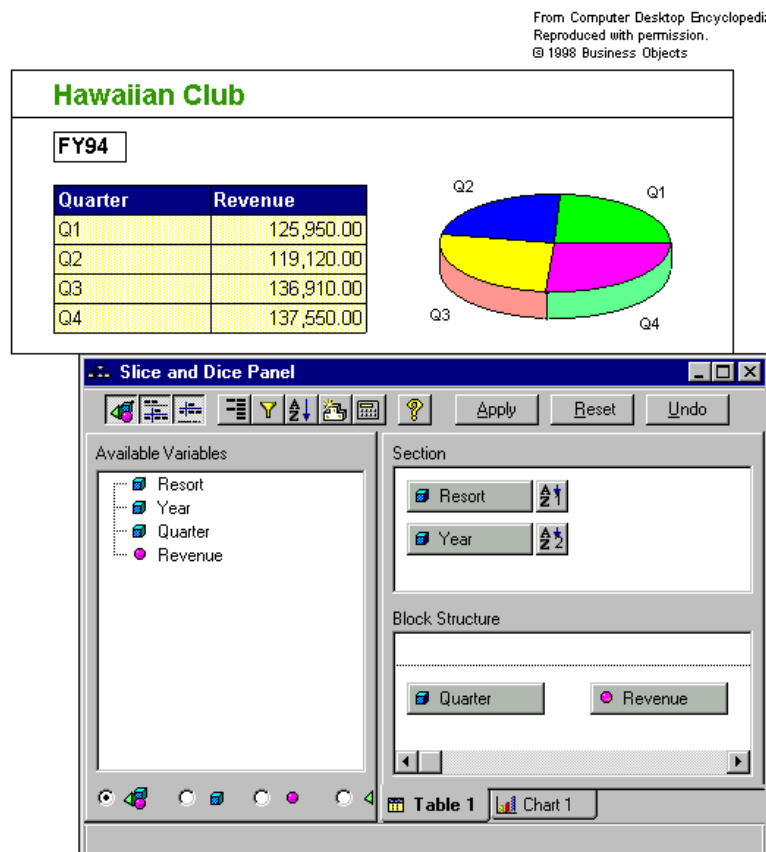 From Computer Desktop Encyclopedi
Reproduced with permission.
© 1998 Business Objects
Hawaiian Club
FY94
Quarter Revenue
Q1 125,950.00
Q2 119,120.00
Q3 136,910.00
Q4 137,550.00
Q2
Q1
Q3
Q4
Slice and Dice Panel
Apply Reset Undo
Available Variables
Resort
Year
Quarter
Revenue
Section
Resort
Year
Block Structure
Quarter Revenue
Table 1 Chart 1